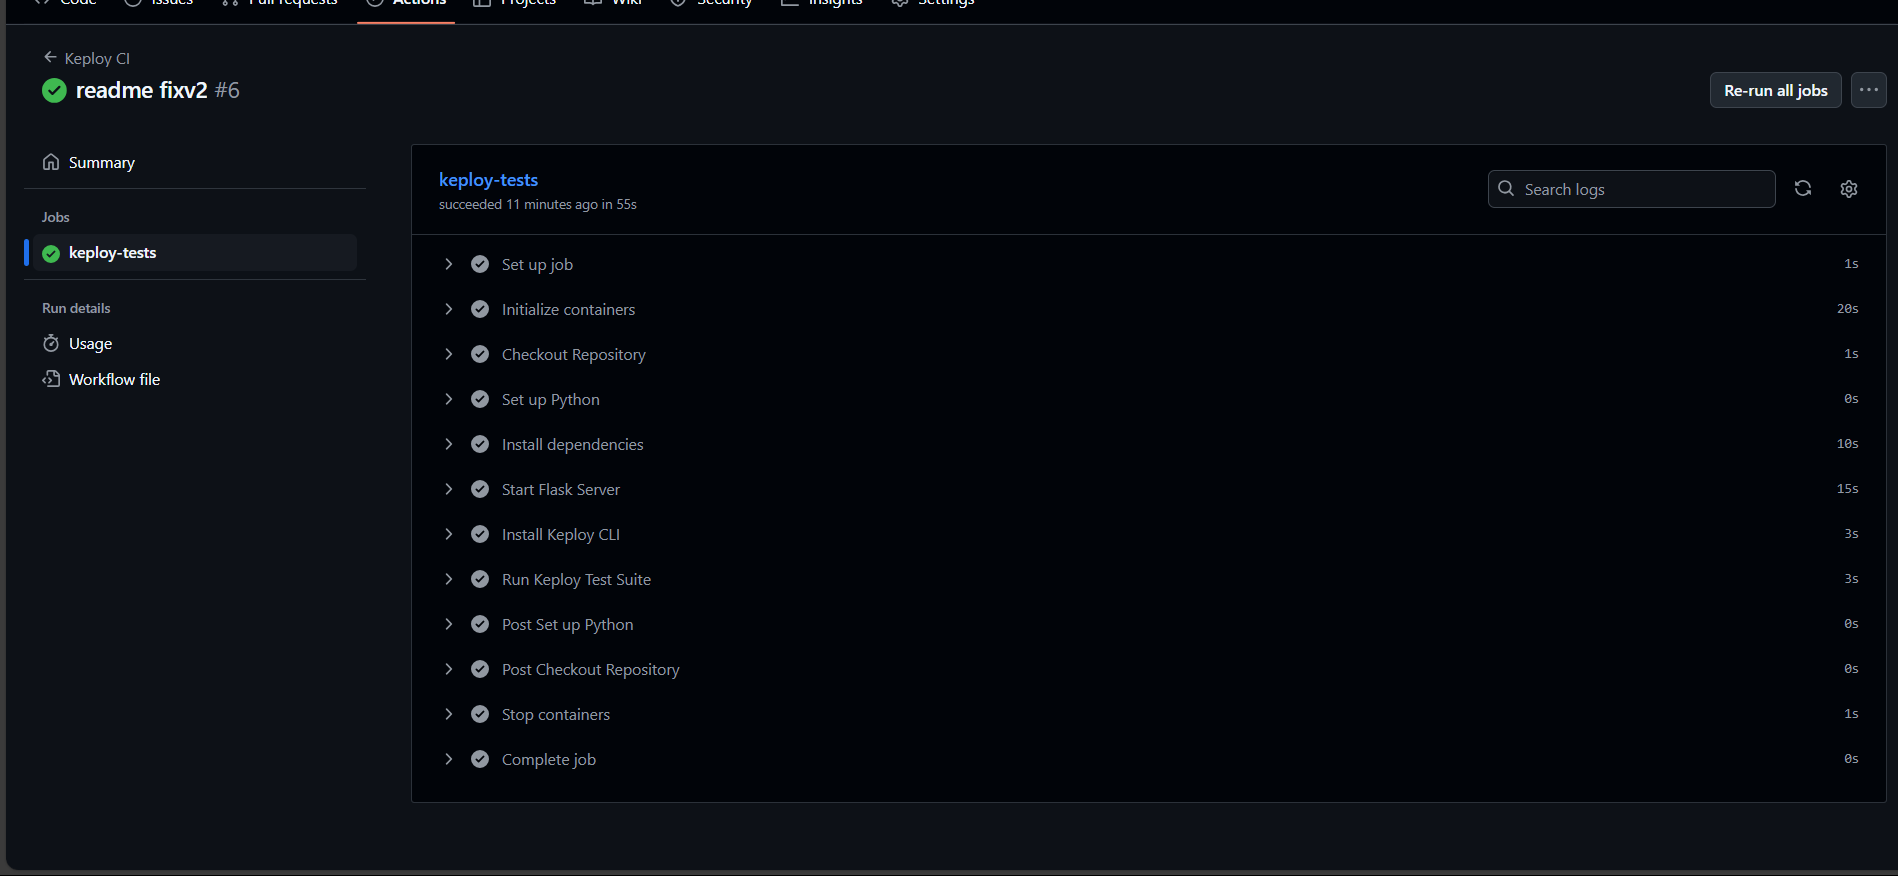 Code Issues Pull requests Actions Projects Wiki Security Insights Settings
Keploy CI
readme fixv2 #6
Re-run all jobs
Summary
Jobs
keploy-tests
Run details
Usage
Workflow file
keploy-tests
succeeded 11 minutes ago in 55s
Search logs
Set up job 1s
Initialize containers 20s
Checkout Repository 1s
Set up Python 0s
Install dependencies 10s
Start Flask Server 15s
Install Keploy CLI 3s
Run Keploy Test Suite 3s
Post Set up Python 0s
Post Checkout Repository 0s
Stop containers 1s
Complete job 0s